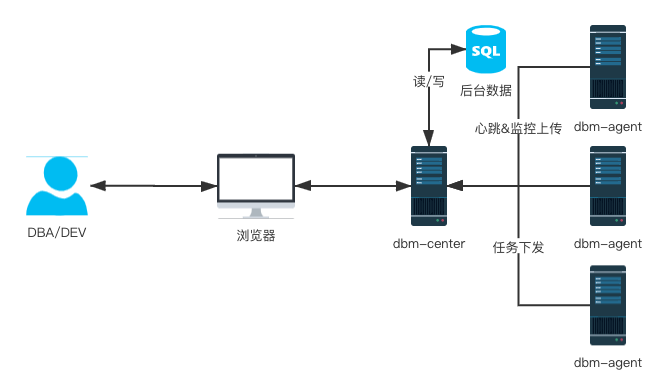 SQL
读/写
后台数据
dbm-agent
心跳&监控上传
DBA/DEV
浏览器
dbm-center
dbm-agent
任务下发
dbm-agent